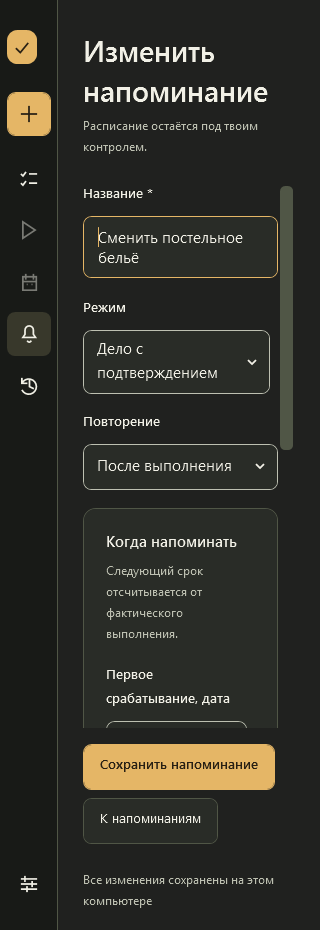 Изменить
напоминание
Расписание остаётся под твоим
контролем.
Название *
Сменить постельное
бельё
Режим
Дело с
подтверждением
Повторение
После выполнения
Когда напоминать
Следующий срок
отсчитывается от
фактического
выполнения.
Первое
срабатывание, дата
Сохранить напоминание
К напоминаниям
Все изменения сохранены на этом
компьютере